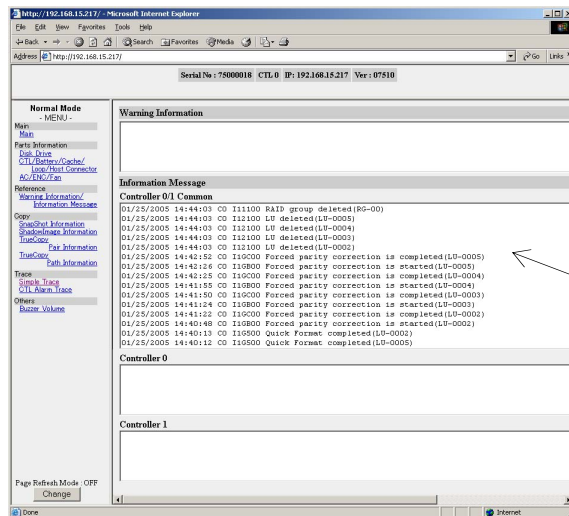 http://192.168.15.217/ - Microsoft Internet Explorer
File Edit View Favorites Tools Help
Back Search Favorites Media
Address http://192.168.15.217/ Go Links
Serial No : 75000018 CTL 0 IP: 192.168.15.217 Ver : 07510
Normal Mode
- MENU -
Main
Main
Parts Information
Disk Drive
CTL/Battery/Cache/
Loop/Host Connector
AC/ENC/Fan
Reference
Warning Information/
Information Message
Copy
SnapShot Information
ShadowImage Information
TrueCopy
Pair Information
TrueCopy
Path Information
Trace
Simple Trace
CTL Alarm Trace
Others
Buzzer Volume
Page Refresh Mode : OFF
Change
Warning Information
Information Message
Controller 0/1 Common
01/25/2005 14:44:03 C0 I11100 RAID group deleted(RG-00)
01/25/2005 14:44:03 C0 I12100 LU deleted(LU-0005)
01/25/2005 14:44:03 C0 I12100 LU deleted(LU-0004)
01/25/2005 14:44:03 C0 I12100 LU deleted(LU-0003)
01/25/2005 14:44:03 C0 I12100 LU deleted(LU-0002)
01/25/2005 14:42:52 C0 I1GC00 Forced parity correction is completed(LU-0005)
01/25/2005 14:42:26 C0 I1GB00 Forced parity correction is started(LU-0005)
01/25/2005 14:42:25 C0 I1GC00 Forced parity correction is completed(LU-0004)
01/25/2005 14:41:55 C0 I1GB00 Forced parity correction is started(LU-0004)
01/25/2005 14:41:50 C0 I1GC00 Forced parity correction is completed(LU-0003)
01/25/2005 14:41:24 C0 I1GB00 Forced parity correction is started(LU-0003)
01/25/2005 14:41:22 C0 I1GC00 Forced parity correction is completed(LU-0002)
01/25/2005 14:40:48 C0 I1GB00 Forced parity correction is started(LU-0002)
01/25/2005 14:40:13 C0 I1G500 Quick Format completed(LU-0002)
01/25/2005 14:40:12 C0 I1G500 Quick Format completed(LU-0005)
Controller 0
Controller 1
Done Internet